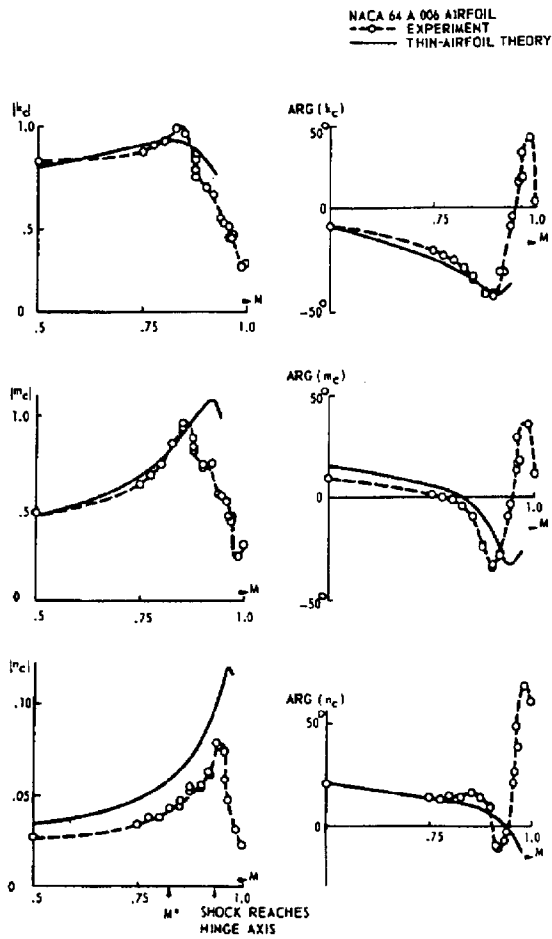 NACA 64 A 006 AIRFOIL
EXPERIMENT
THIN-AIRFOIL THEORY
|kc|
1.0
.5
0
.5
.75
1.0
M
ARG (kc)
50°
0
-50°
.75
1.0
M
|mc|
1.0
.5
0
.5
.75
1.0
M
ARG (mc)
50°
0
-50°
.75
1.0
M
|nc|
.10
.05
0
.5
.75
1.0
M
M*
SHOCK REACHES
HINGE AXIS
ARG (nc)
50°
0
.75
1.0
M